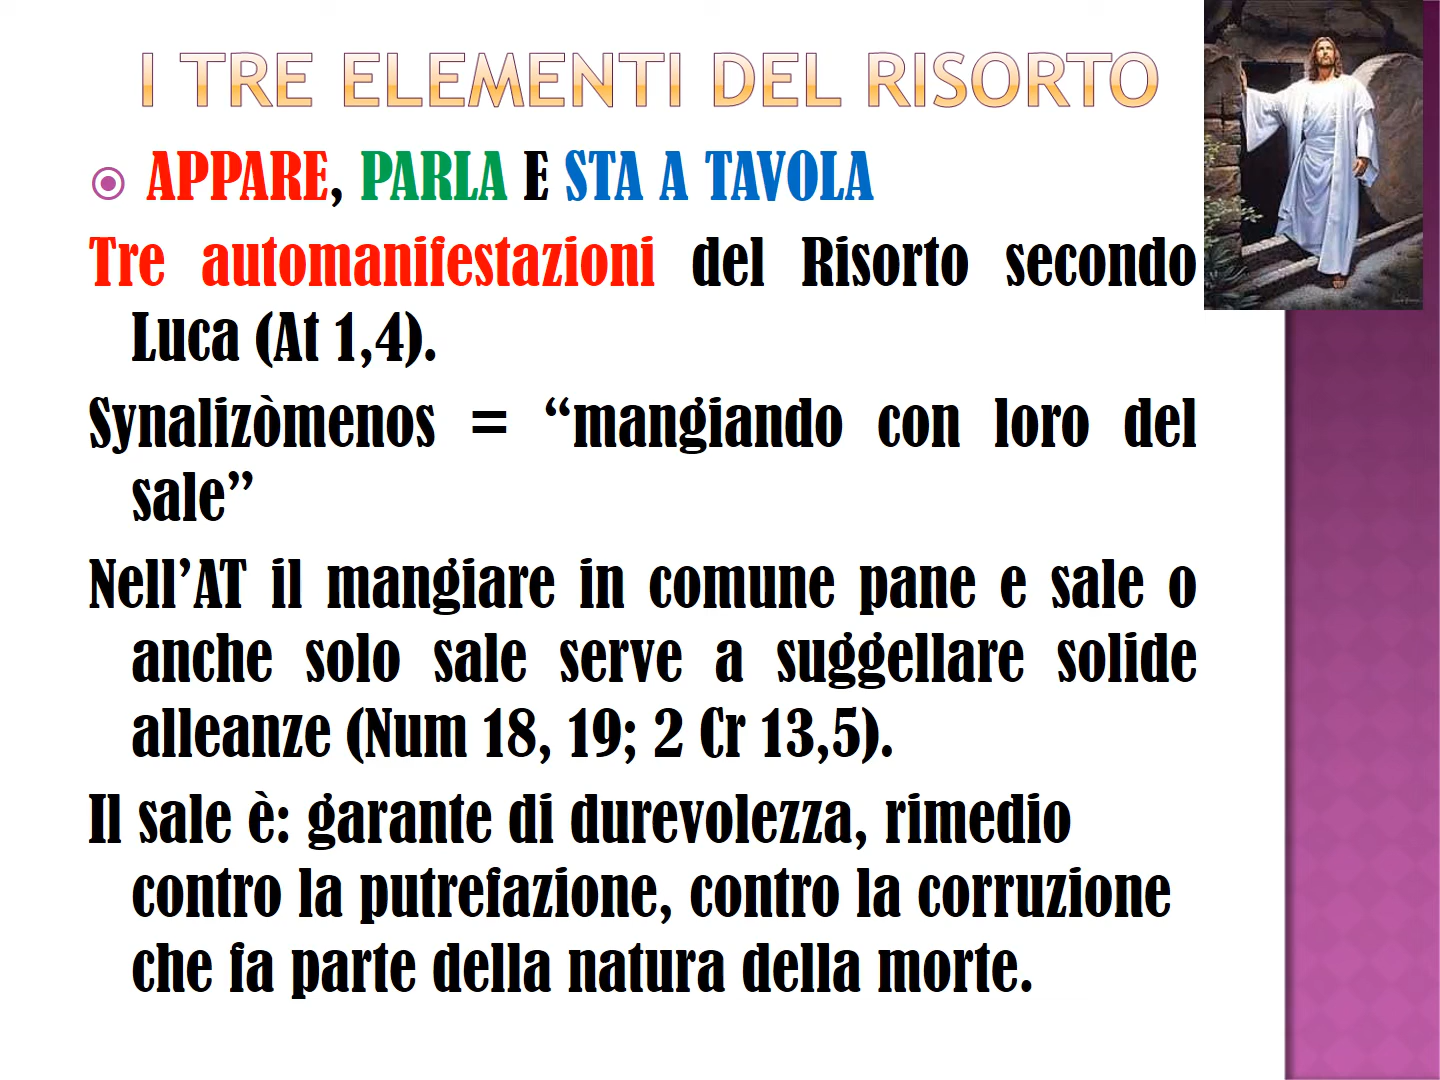 I TRE ELEMENTI DEL RISORTO
APPARE, PARLA E STA A TAVOLA
Tre automanifestazioni del Risorto secondo
Luca (At 1,4).
Synalizòmenos = “mangiando con loro del
sale”
Nell’AT il mangiare in comune pane e sale o
anche solo sale serve a suggellare solide
alleanze (Num 18, 19; 2 Cr 13,5).
Il sale è: garante di durevolezza, rimedio
contro la putrefazione, contro la corruzione
che fa parte della natura della morte.